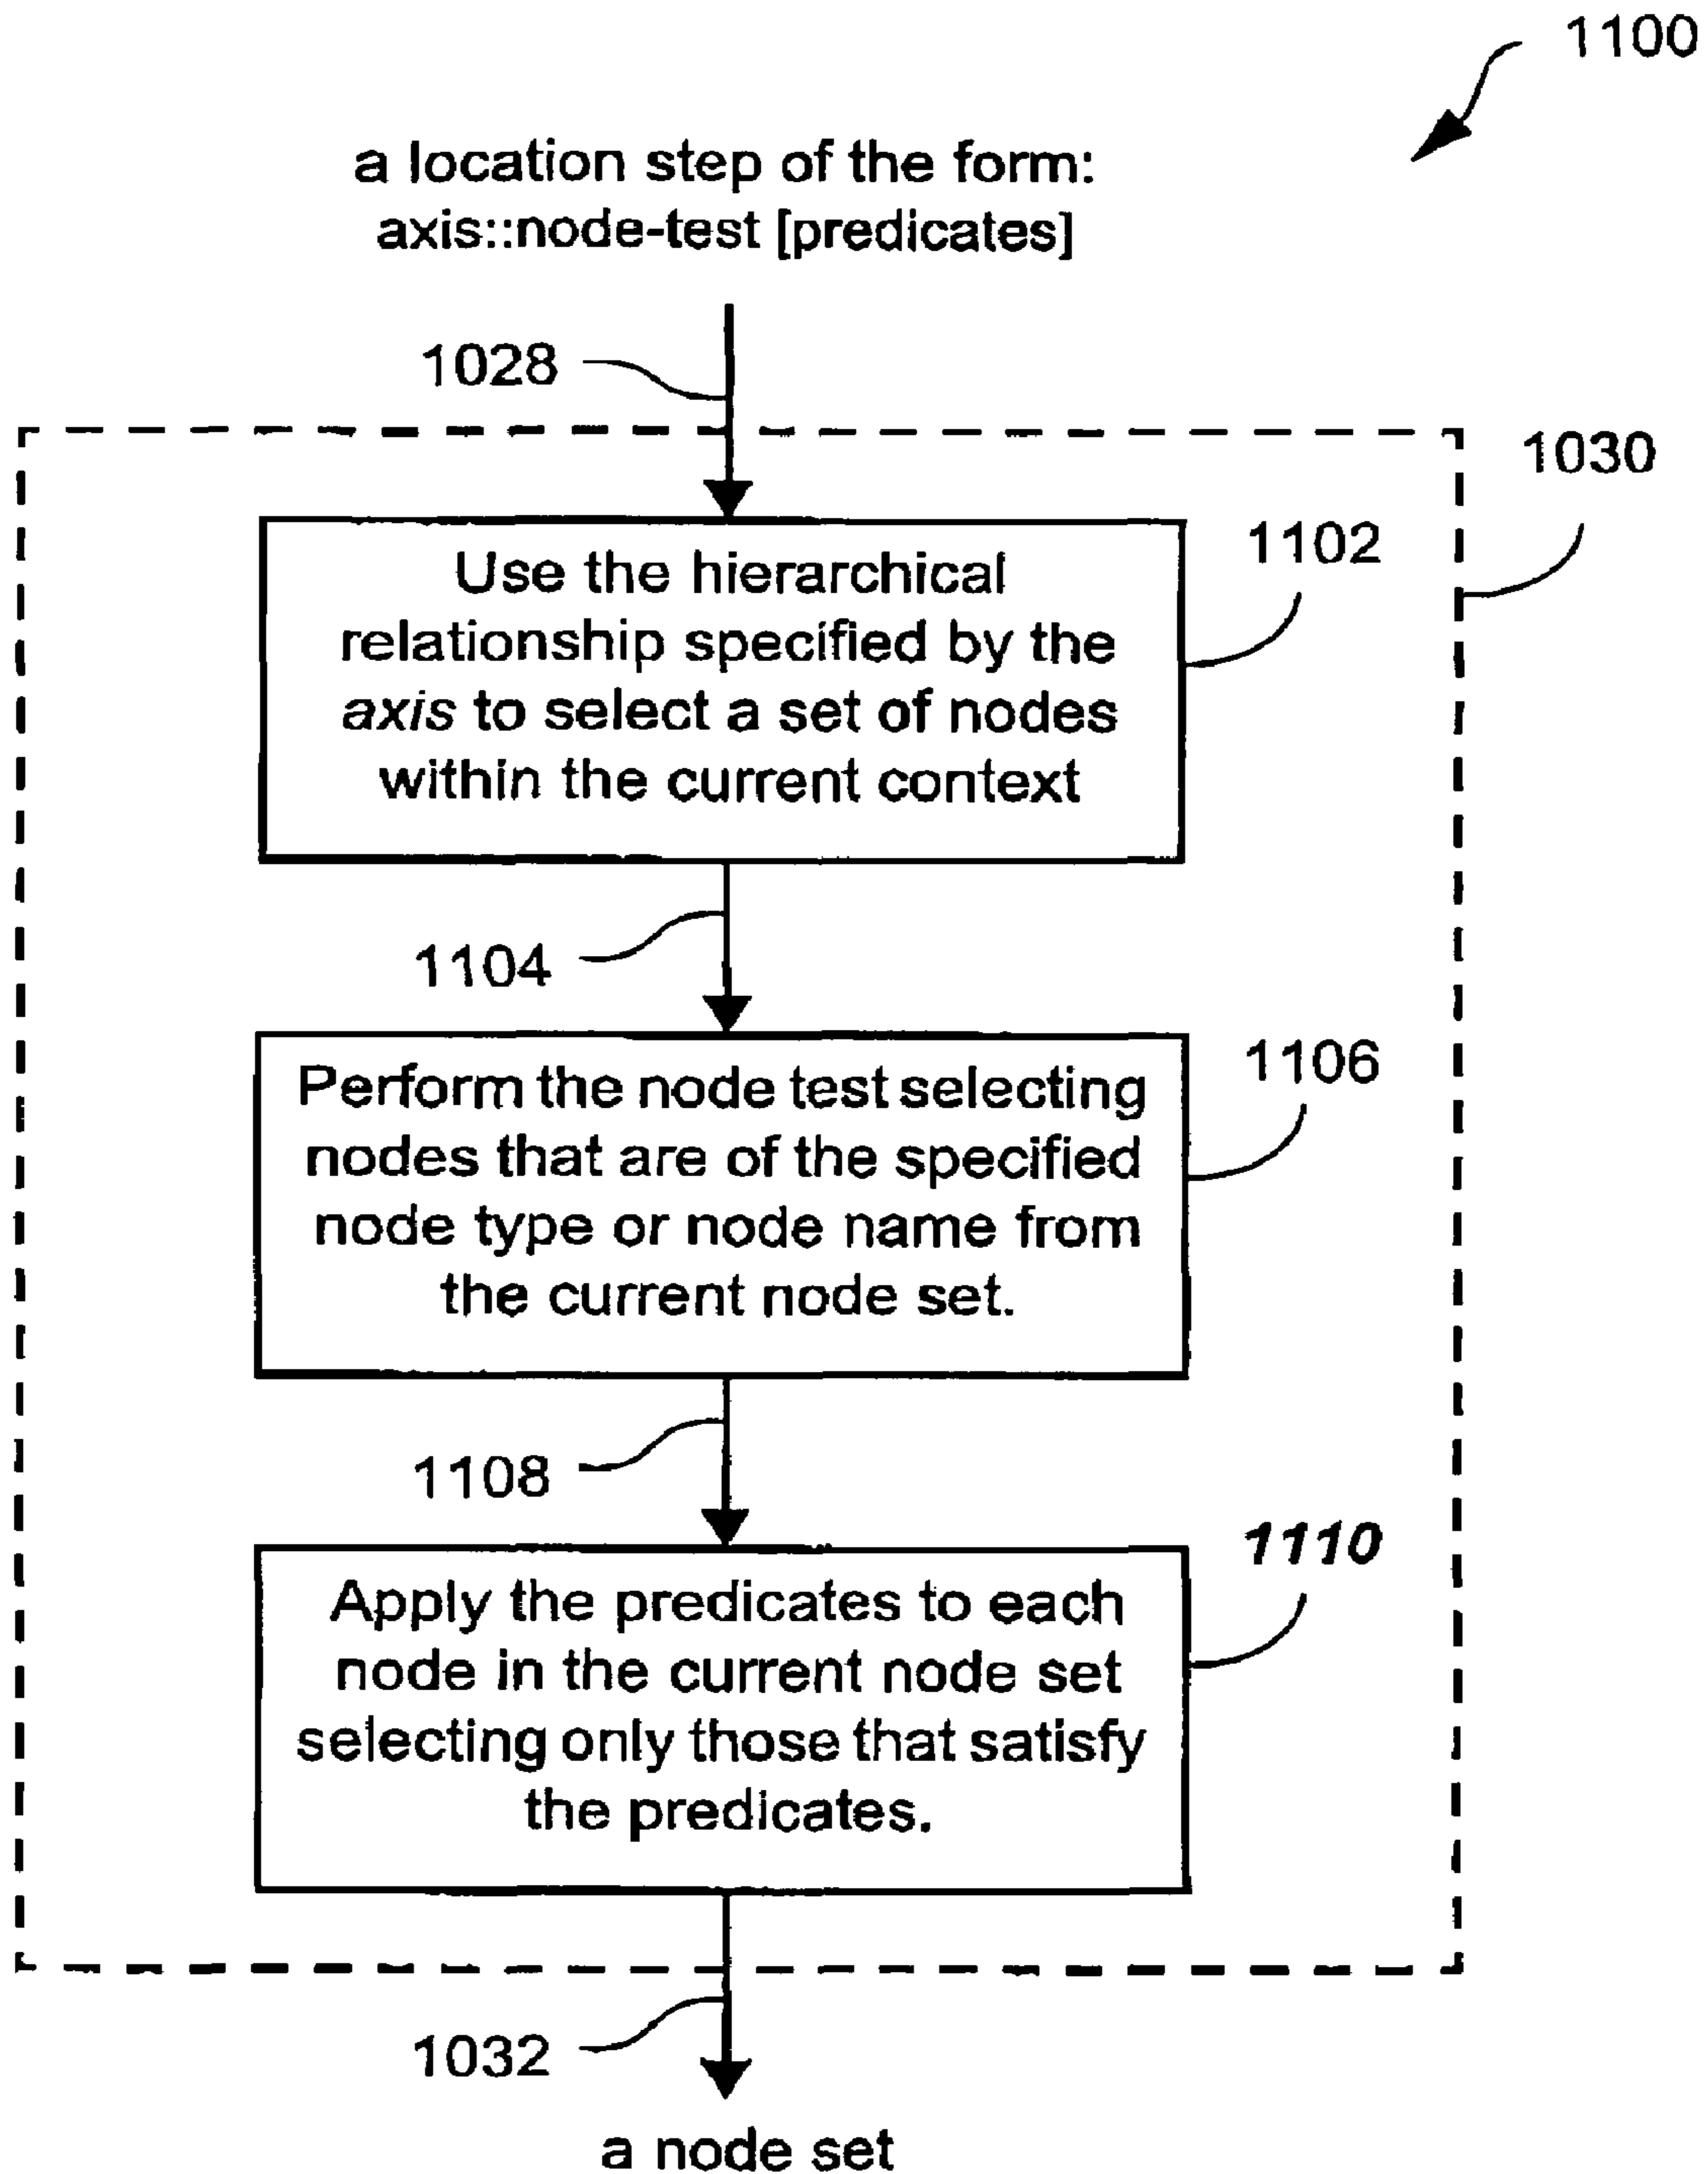 1100
a location step of the form:
axis::node-test [predicates]
1028
1030
1102
Use the hierarchical
relationship specified by the
axis to select a set of nodes
within the current context
1104
1106
Perform the node test selecting
nodes that are of the specified
node type or node name from
the current node set.
1108
1110
Apply the predicates to each
node in the current node set
selecting only those that satisfy
the predicates.
1032
a node set